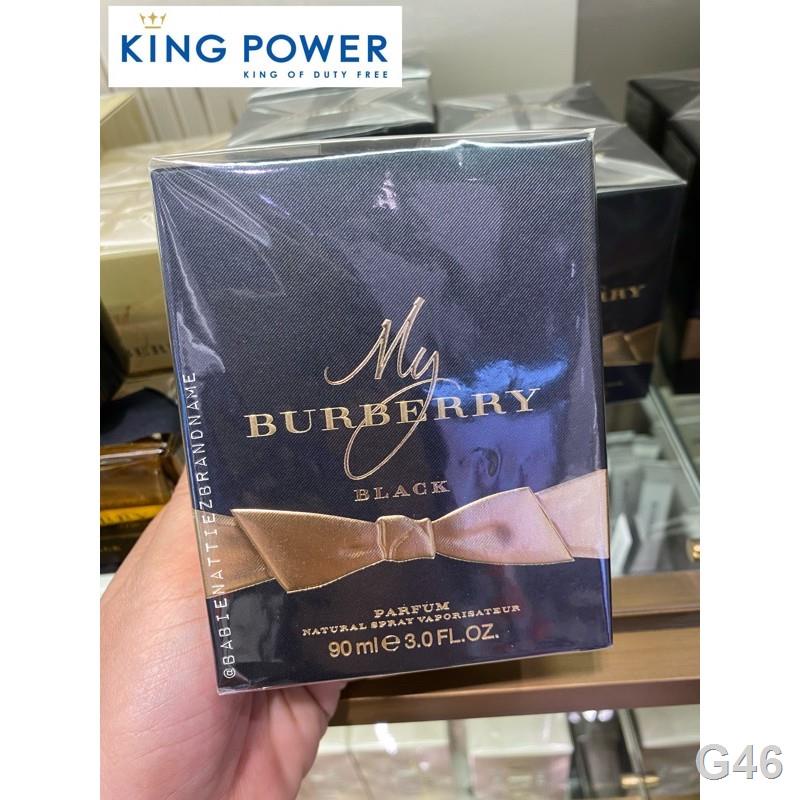 KING POWER
KING OF DUTY FREE
My
BURBERRY
BLACK
PARFUM
NATURAL SPRAY VAPORISATEUR
90 ml e 3.0 FL.OZ.
@BABIENATTIEZBRANDNAME
G46